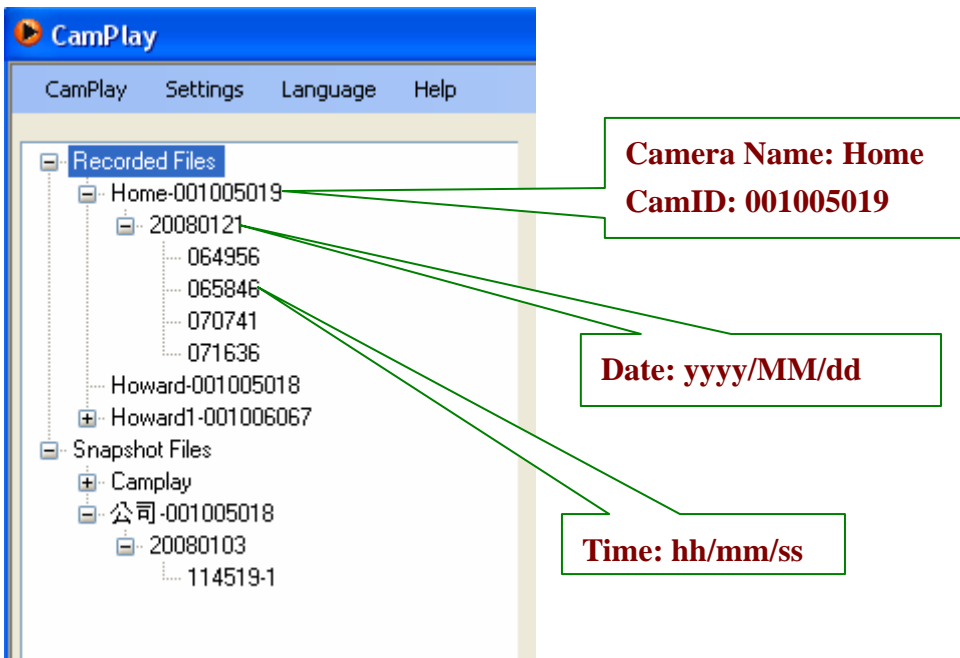 CamPlay
CamPlay Settings Language Help
Recorded Files
Home-001005019
20080121
064956
065846
070741
071636
Howard-001005018
Howard1-001006067
Snapshot Files
Camplay
公司-001005018
20080103
114519-1
Camera Name: Home
CamID: 001005019
Date: yyyy/MM/dd
Time: hh/mm/ss